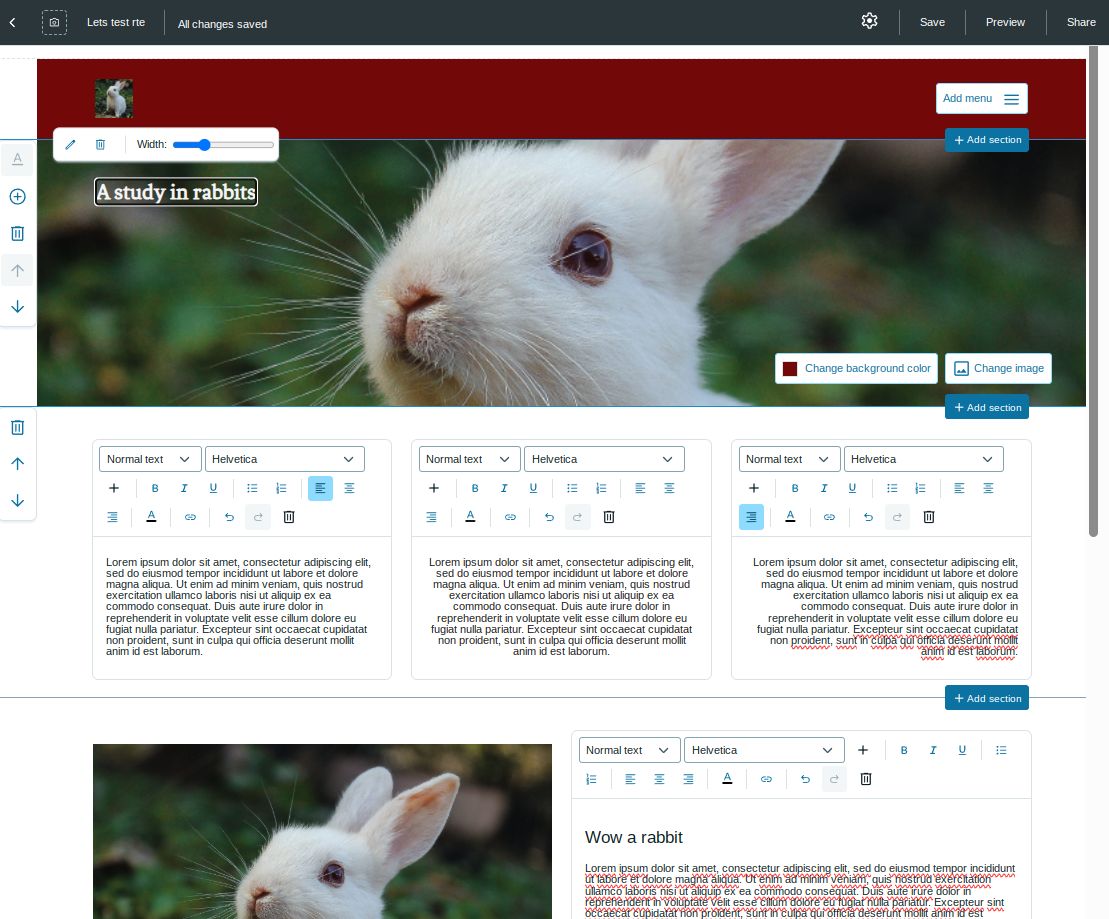 Lets test rte
All changes saved
Save
Preview
Share
Add menu
Width:
+ Add section
A study in rabbits
Change background color
Change image
+ Add section
Normal text
Helvetica
B I U
A
Lorem ipsum dolor sit amet, consectetur adipiscing elit,
sed do eiusmod tempor incididunt ut labore et dolore
magna aliqua. Ut enim ad minim veniam, quis nostrud
exercitation ullamco laboris nisi ut aliquip ex ea
commodo consequat. Duis aute irure dolor in
reprehenderit in voluptate velit esse cillum dolore eu
fugiat nulla pariatur. Excepteur sint occaecat cupidatat
non proident, sunt in culpa qui officia deserunt mollit
anim id est laborum.
Normal text
Helvetica
B I U
A
Lorem ipsum dolor sit amet, consectetur adipiscing elit,
sed do eiusmod tempor incididunt ut labore et dolore
magna aliqua. Ut enim ad minim veniam, quis nostrud
exercitation ullamco laboris nisi ut aliquip ex ea
commodo consequat. Duis aute irure dolor in
reprehenderit in voluptate velit esse cillum dolore eu
fugiat nulla pariatur. Excepteur sint occaecat cupidatat
non proident, sunt in culpa qui officia deserunt mollit
anim id est laborum.
Normal text
Helvetica
B I U
A
Lorem ipsum dolor sit amet, consectetur adipiscing elit,
sed do eiusmod tempor incididunt ut labore et dolore
magna aliqua. Ut enim ad minim veniam, quis nostrud
exercitation ullamco laboris nisi ut aliquip ex ea
commodo consequat. Duis aute irure dolor in
reprehenderit in voluptate velit esse cillum dolore eu
fugiat nulla pariatur. Excepteur sint occaecat cupidatat
non proident, sunt in culpa qui officia deserunt mollit
anim id est laborum.
+ Add section
Normal text
Helvetica
B I U
A
Wow a rabbit
Lorem ipsum dolor sit amet, consectetur adipiscing elit, sed do eiusmod tempor incididunt
ut labore et dolore magna aliqua. Ut enim ad minim veniam, quis nostrud exercitation
ullamco laboris nisi ut aliquip ex ea commodo consequat. Duis aute irure dolor in
reprehenderit in voluptate velit esse cillum dolore eu fugiat nulla pariatur. Excepteur sint
occaecat cupidatat non proident, sunt in culpa qui officia deserunt mollit anim id est